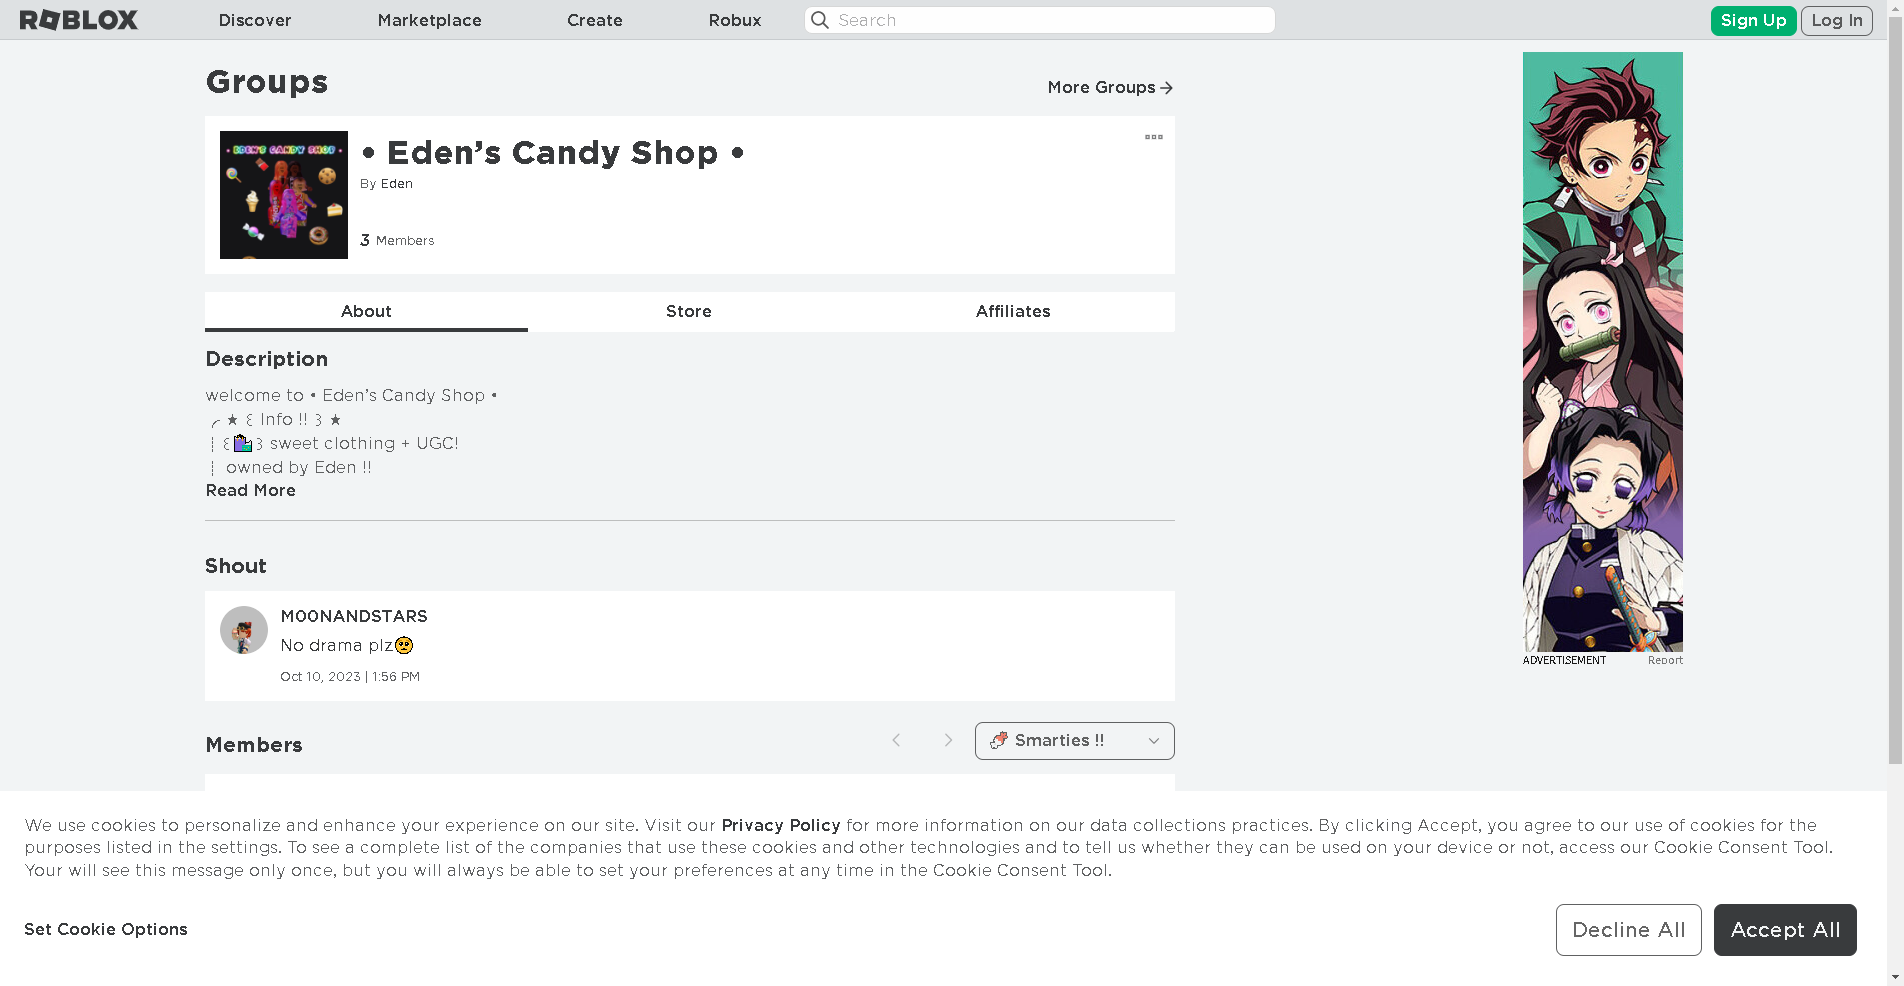 ROBLOX Discover Marketplace Create Robux Search Sign Up Log In
Groups
More Groups
• EDEN'S CANDY SHOP •
• Eden’s Candy Shop •
By Eden
3 Members
About Store Affiliates
Description
welcome to • Eden’s Candy Shop •
╭ ★ ꒰ Info !! ꒱ ★
┊ ꒰🛍꒱ sweet clothing + UGC!
┊ owned by Eden !!
Read More
Shout
M00NANDSTARS
No drama plz🥺
Oct 10, 2023 | 1:56 PM
ADVERTISEMENT Report
Members
🍬 Smarties !!
We use cookies to personalize and enhance your experience on our site. Visit our Privacy Policy for more information on our data collections practices. By clicking Accept, you agree to our use of cookies for the
purposes listed in the settings. To see a complete list of the companies that use these cookies and other technologies and to tell us whether they can be used on your device or not, access our Cookie Consent Tool.
Your will see this message only once, but you will always be able to set your preferences at any time in the Cookie Consent Tool.
Set Cookie Options
Decline All
Accept All